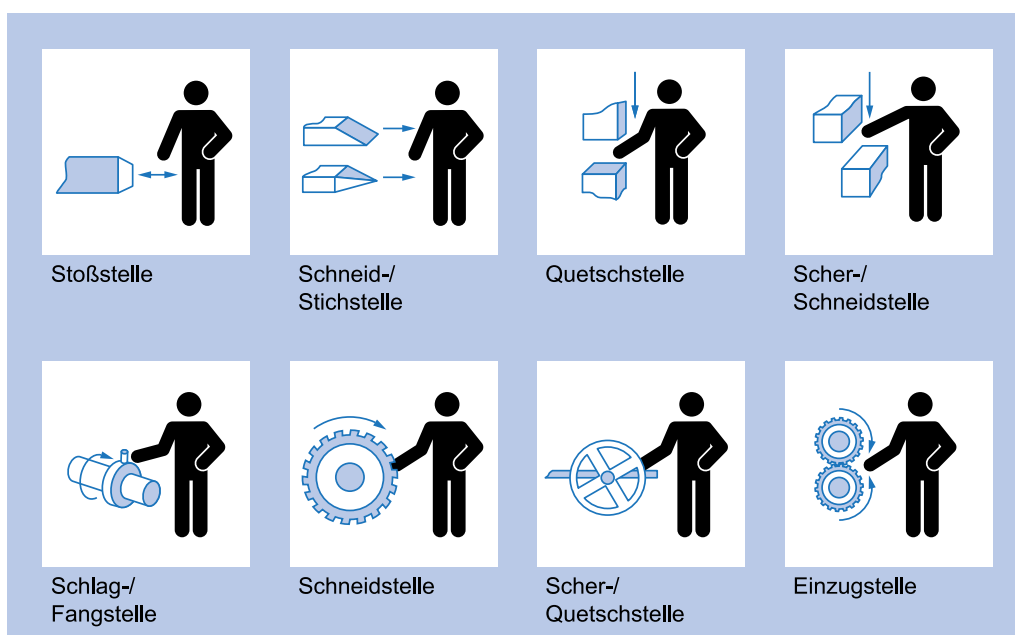 Stoßstelle
Schneid-/
Stichstelle
Quetschstelle
Scher-/
Schneidstelle
Schlag-/
Fangstelle
Schneidstelle
Scher-/
Quetschstelle
Einzugstelle